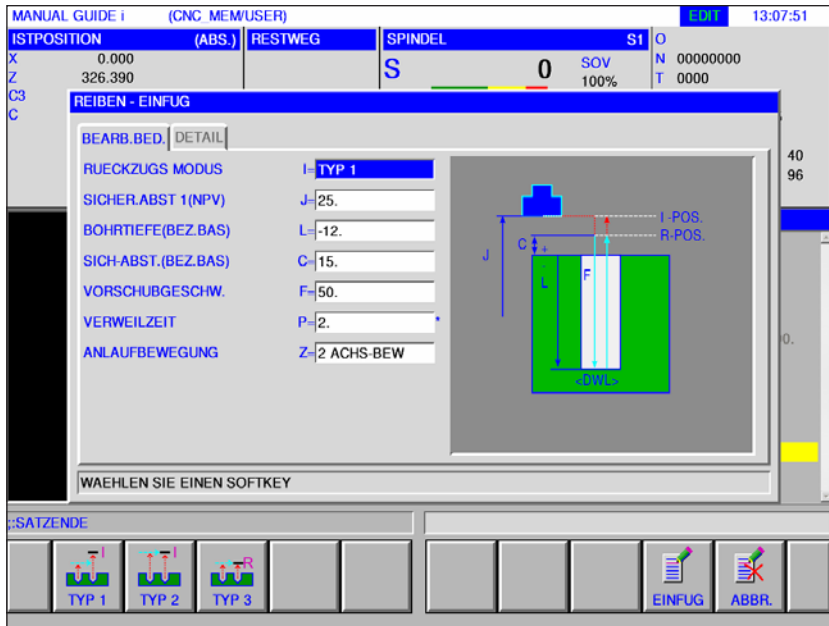 MANUAL GUIDE i (CNC_MEM/USER) EDIT 13:07:51
ISTPOSITION (ABS.) RESTWEG SPINDEL S1 O
X 0.000 S 0 SOV N 00000000
Z 326.390 100% T 0000
C3
C
REIBEN - EINFUG
BEARB.BED. DETAIL
RUECKZUGS MODUS I= TYP 1
SICHER.ABST 1(NPV) J= 25.
BOHRTIEFE(BEZ.BAS) L= -12.
SICH-ABST.(BEZ.BAS) C= 15.
VORSCHUBGESCHW. F= 50.
VERWEILZEIT P= 2. *
ANLAUFBEWEGUNG Z= 2 ACHS-BEW
I -POS.
R-POS.
J
C
+
-
L
F
<DWL>
40
96
0.
WAEHLEN SIE EINEN SOFTKEY
;:SATZENDE
I
I
R
TYP 1 TYP 2 TYP 3 EINFUG ABBR.